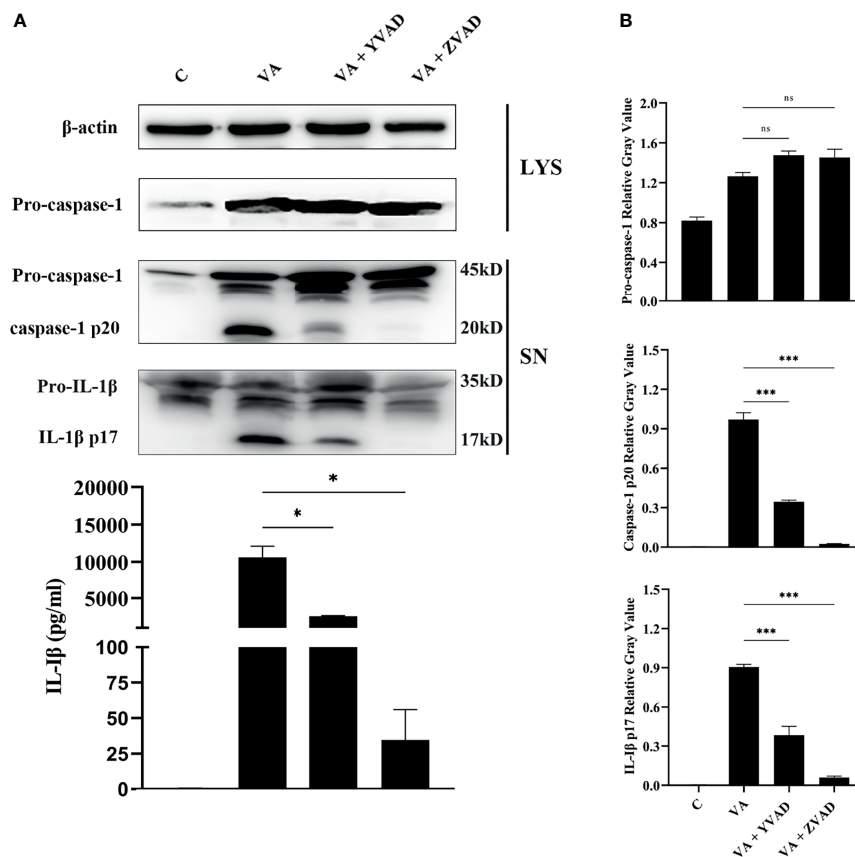 A
C
VA
VA + YVAD
VA + ZVAD
β-actin
Pro-caspase-1
LYS
Pro-caspase-1
45kD
caspase-1 p20
20kD
Pro-IL-1β
35kD
IL-1β p17
17kD
SN
IL-Iβ (pg/ml)
20000
15000
10000
5000
100
75
50
25
0
*
*
B
Pro-caspase-1 Relative Gray Value
2.0
1.6
1.2
0.8
0.4
0.0
ns
ns
Caspase-1 p20 Relative Gray Value
1.5
1.2
0.9
0.6
0.3
0.0
***
***
IL-Iβ p17 Relative Gray Value
1.5
1.2
0.9
0.6
0.3
0.0
***
***
C
VA
VA + YVAD
VA + ZVAD